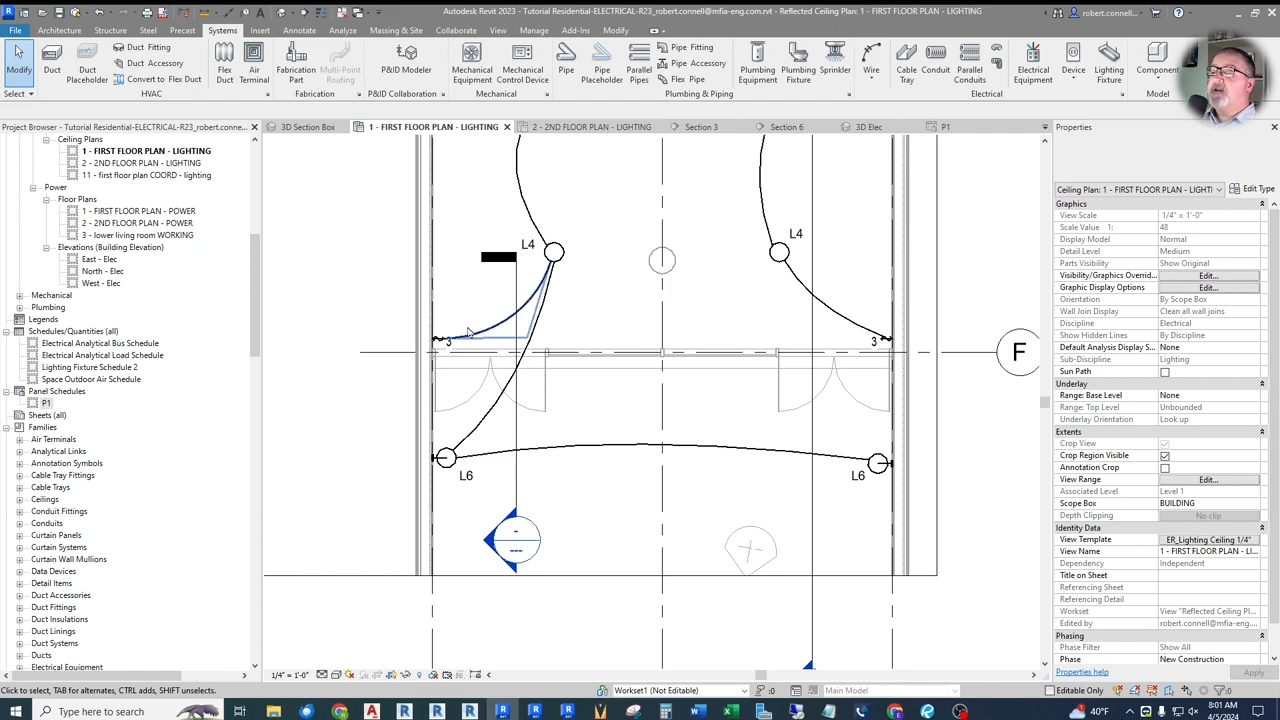 Autodesk Revit 2023 - Tutorial Residential-ELECTRICAL-R23_robert.connell@mfia-eng.com.rvt - Reflected Ceiling Plan: 1 - FIRST FLOOR PLAN - LIGHTING
robert.connell...
File Architecture Structure Steel Precast Systems Insert Annotate Analyze Massing & Site Collaborate View Manage Add-Ins Modify
Modify
Duct
Duct Placeholder
Duct Fitting
Duct Accessory
Convert to Flex Duct
Flex Duct
Air Terminal
Fabrication Part
Multi-Point Routing
P&ID Modeler
Mechanical Equipment
Mechanical Control Device
Pipe
Pipe Placeholder
Parallel Pipes
Pipe Fitting
Pipe Accessory
Flex Pipe
Plumbing Equipment
Plumbing Fixture
Sprinkler
Wire
Cable Tray
Conduit
Parallel Conduits
Electrical Equipment
Device
Lighting Fixture
Component
Select HVAC Fabrication P&ID Collaboration Mechanical Plumbing & Piping Electrical Model
Project Browser - Tutorial Residential-ELECTRICAL-R23_robert.connell@mfia-eng.com...
3D Section Box 1 - FIRST FLOOR PLAN - LIGHTING 2 - 2ND FLOOR PLAN - LIGHTING Section 3 Section 6 3D Elec P1
Properties
Ceiling Plans
1 - FIRST FLOOR PLAN - LIGHTING
2 - 2ND FLOOR PLAN - LIGHTING
11 - first floor plan COORD - lighting
Power
Floor Plans
1 - FIRST FLOOR PLAN - POWER
2 - 2ND FLOOR PLAN - POWER
3 - lower living room WORKING
Elevations (Building Elevation)
East - Elec
North - Elec
West - Elec
Mechanical
Plumbing
Legends
Schedules/Quantities (all)
Electrical Analytical Bus Schedule
Electrical Analytical Load Schedule
Lighting Fixture Schedule 2
Space Outdoor Air Schedule
Panel Schedules
P1
Sheets (all)
Families
Air Terminals
Analytical Links
Annotation Symbols
Cable Tray Fittings
Cable Trays
Ceilings
Conduit Fittings
Conduits
Curtain Panels
Curtain Systems
Curtain Wall Mullions
Data Devices
Detail Items
Duct Accessories
Duct Fittings
Duct Insulations
Duct Linings
Duct Systems
Ducts
Electrical Equipment
L4
L4
3
3
F
L6
L6
-
---
Ceiling Plan: 1 - FIRST FLOOR PLAN - LIGHTI Edit Type
Graphics
View Scale 1/4" = 1'-0"
Scale Value 1: 48
Display Model Normal
Detail Level Medium
Parts Visibility Show Original
Visibility/Graphics Overrid... Edit...
Graphic Display Options Edit...
Orientation By Scope Box
Wall Join Display Clean all wall joins
Discipline Electrical
Show Hidden Lines By Discipline
Default Analysis Display S... None
Sub-Discipline Lighting
Sun Path
Underlay
Range: Base Level None
Range: Top Level Unbounded
Underlay Orientation Look up
Extents
Crop View
Crop Region Visible
Annotation Crop
View Range Edit...
Associated Level Level 1
Scope Box BUILDING
Depth Clipping No clip
Identity Data
View Template ER_Lighting Ceiling 1/4"
View Name 1 - FIRST FLOOR PLAN - LI...
Dependency Independent
Title on Sheet
Referencing Sheet
Referencing Detail
Workset View "Reflected Ceiling Pl...
Edited by robert.connell@mfia-eng...
Phasing
Phase Filter Show All
Phase New Construction
Properties help Apply
1/4" = 1'-0"
Click to select, TAB for alternates, CTRL adds, SHIFT unselects.
Workset1 (Not Editable) :0 Main Model Editable Only :0
Type here to search
40°F
8:01 AM
4/5/2024